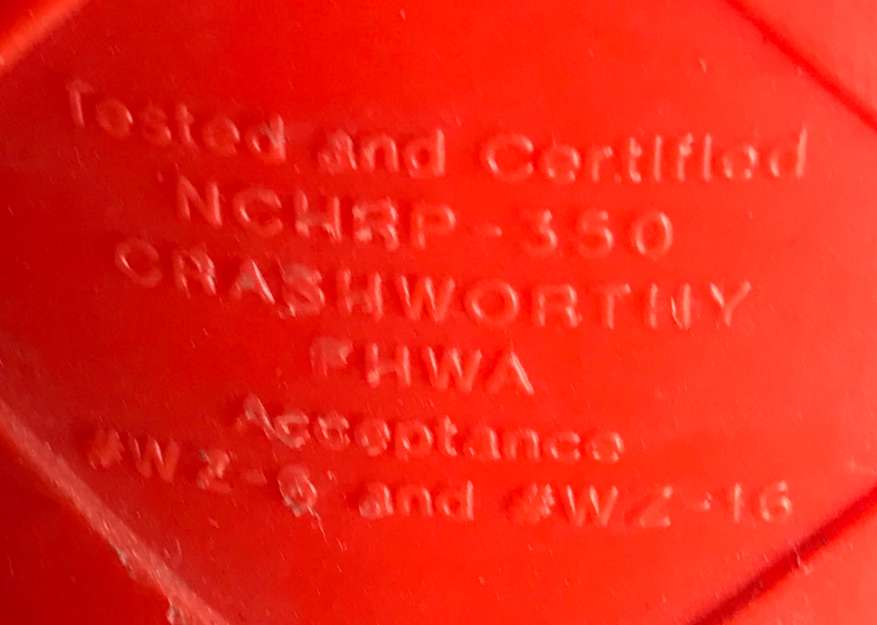 Tested and Certified
NCHRP-350
CRASHWORTHY
FHWA
Acceptance
and #WZ-16